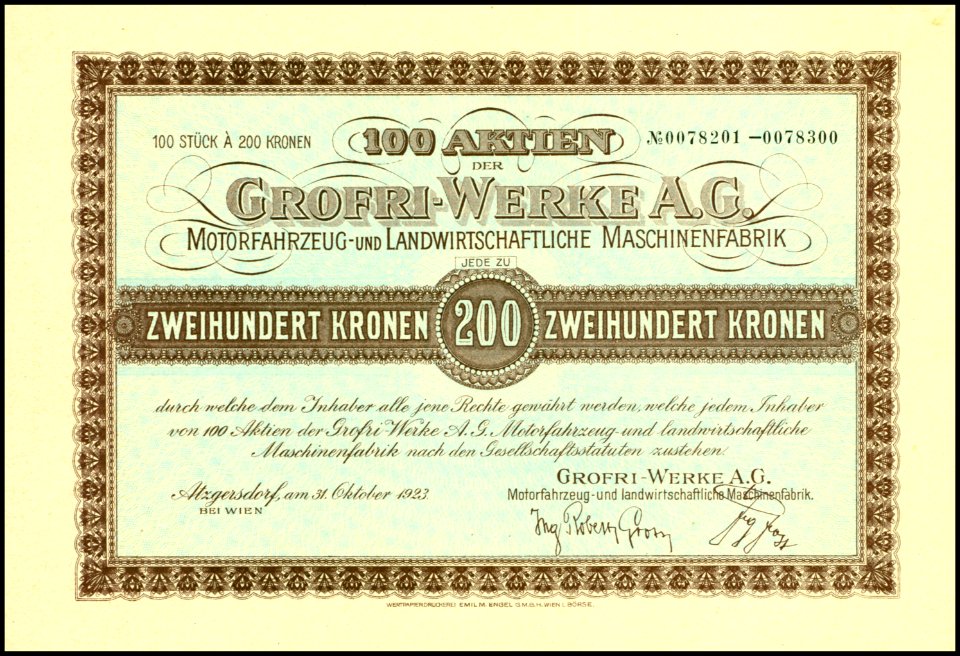 100 STÜCK À 200 KRONEN
100 AKTIEN
№0078201 —0078300
DER
GROFRI-WERKE A.G.
MOTORFAHRZEUG-UND LANDWIRTSCHAFTLICHE MASCHINENFABRIK
JEDE ZU
ZWEIHUNDERT KRONEN 200 ZWEIHUNDERT KRONEN
durch welche dem Inhaber alle jene Rechte gewährt werden, welche jedem Inhaber
von 100 Aktien der Grofri-Werke A.G. Motorfahrzeug-und landwirtschaftliche
Maschinenfabrik nach den Gesellschaftsstatuten zustehen.
GROFRI-WERKE A.G.
Atzgersdorf, am 31. Oktober 1923
Motorfahrzeug-und landwirtschaftliche Maschinenfabrik.
BEI WIEN
Ing Robert
WERTPAPIERDRUCKEREI EMIL M. ENGEL G.M.B.H. WIEN I. BÖRSE.